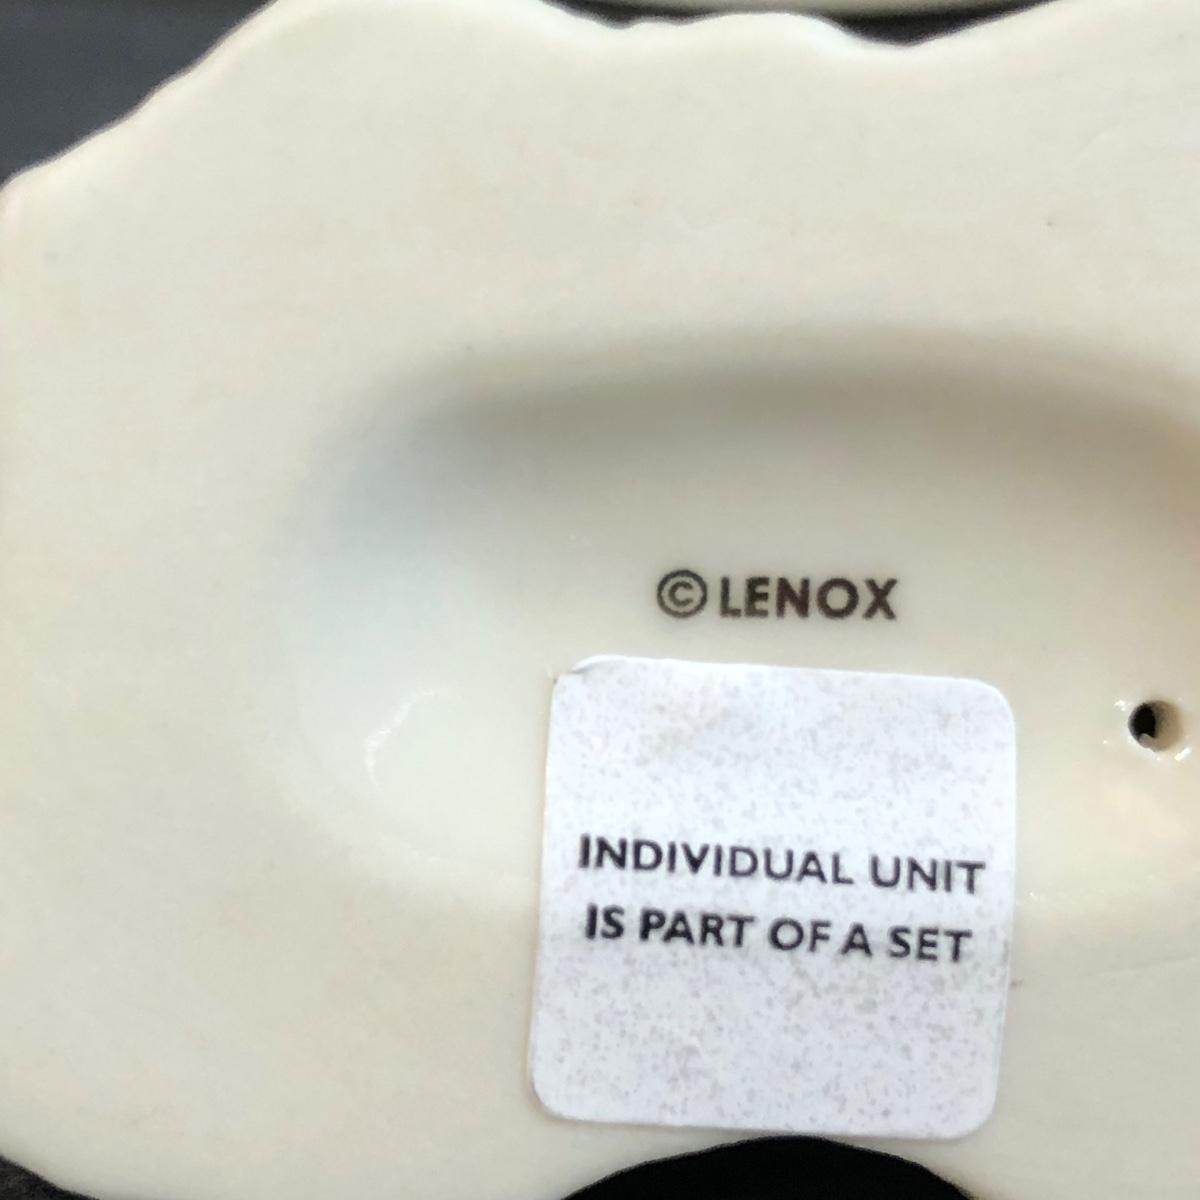 © LENOX
INDIVIDUAL UNIT
IS PART OF A SET